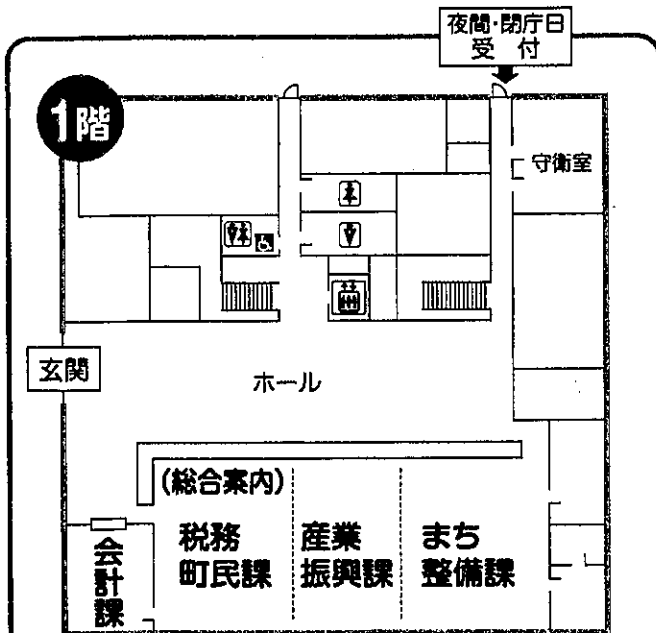 夜間・閉庁日
受付
1階
守衛室
玄関
ホール
(総合案内)
税務
町民課
産業
振興課
まち
整備課
会計課